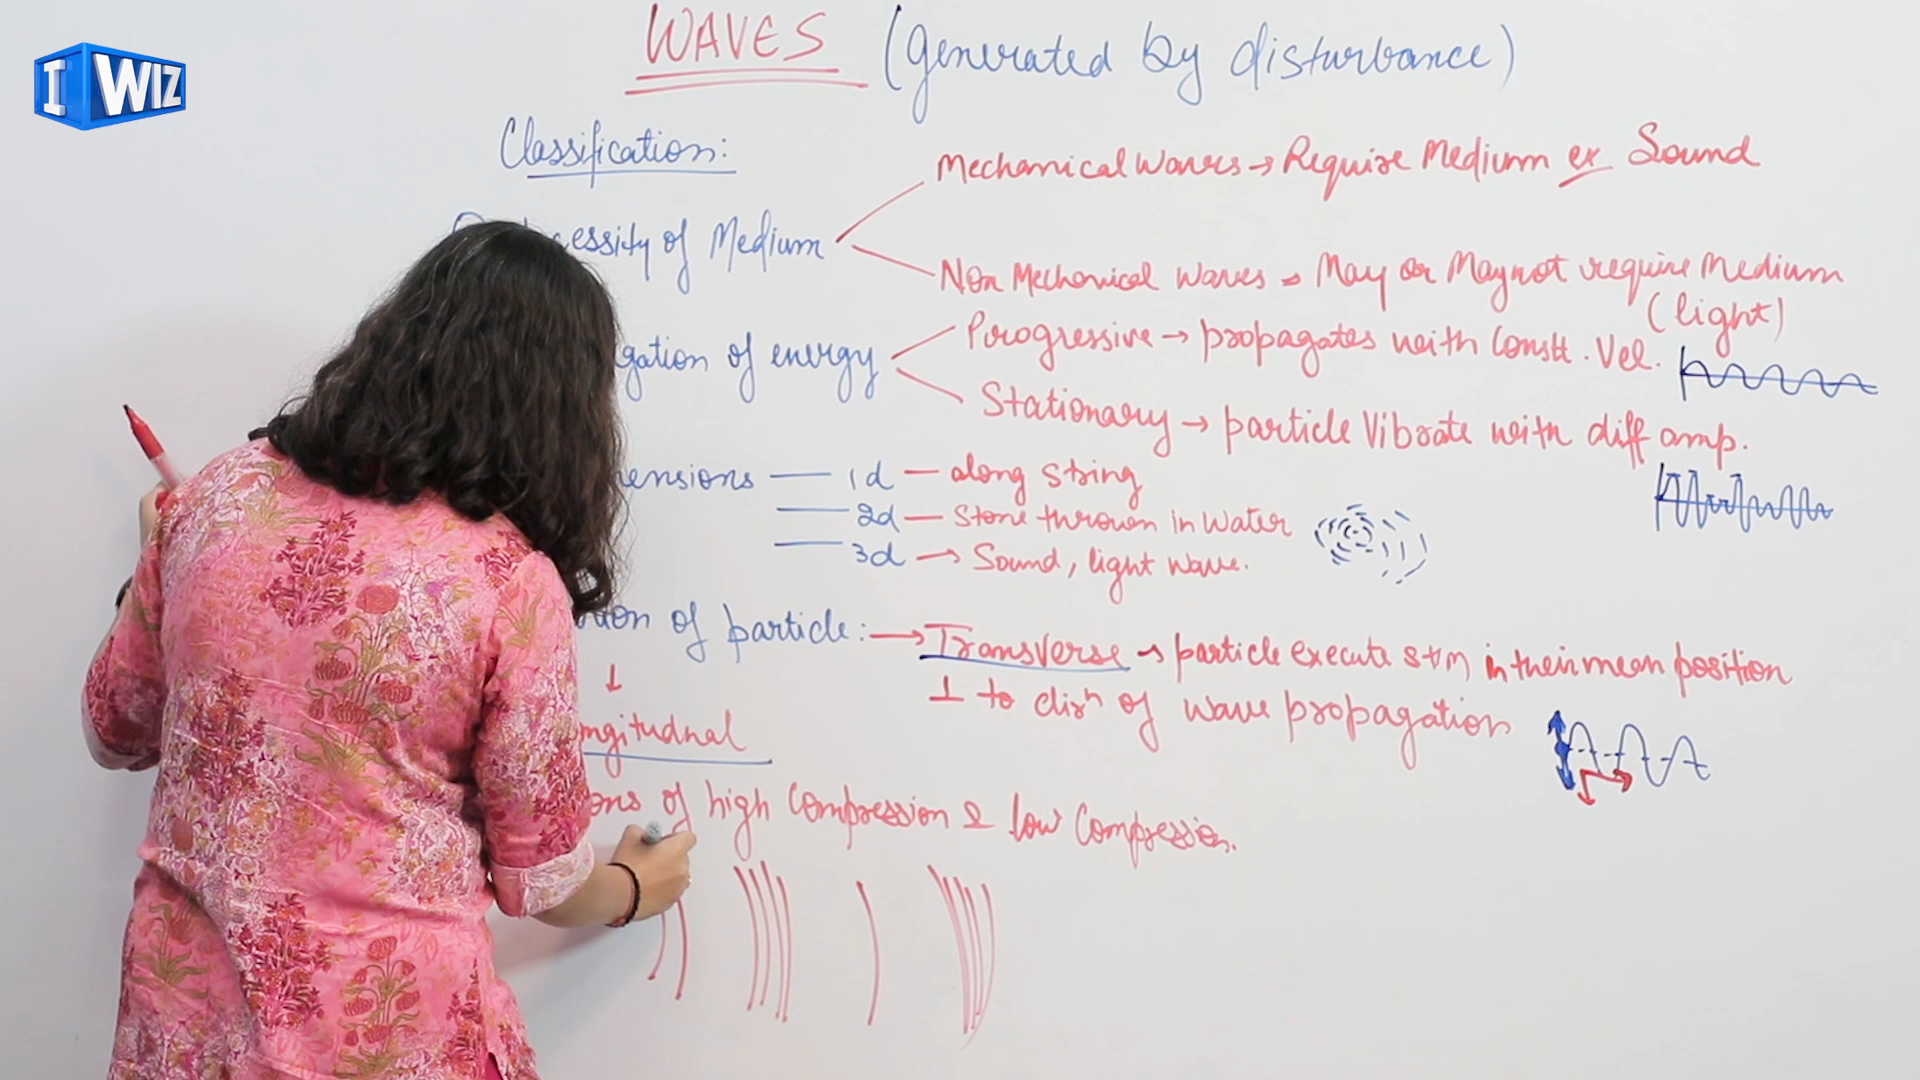 I WIZ
WAVES (Generated by disturbance)
Classification:
Mechanical Waves → Require Medium ex Sound
cessity of Medium
Non Mechanical Waves → May or May not require Medium
(light)
Progressive → propagates with Constt. Vel.
gation of energy
Stationary → particle Vibrate with diff amp.
ensions — 1d — along string
— 2d — Stone thrown in Water
— 3d → Sound, light wave.
of particle: → Transverse → particle execute SHM in their mean position
↓ ⊥ to dirn of wave propagation
ngitudnal
ons of high Compression & low Compression.